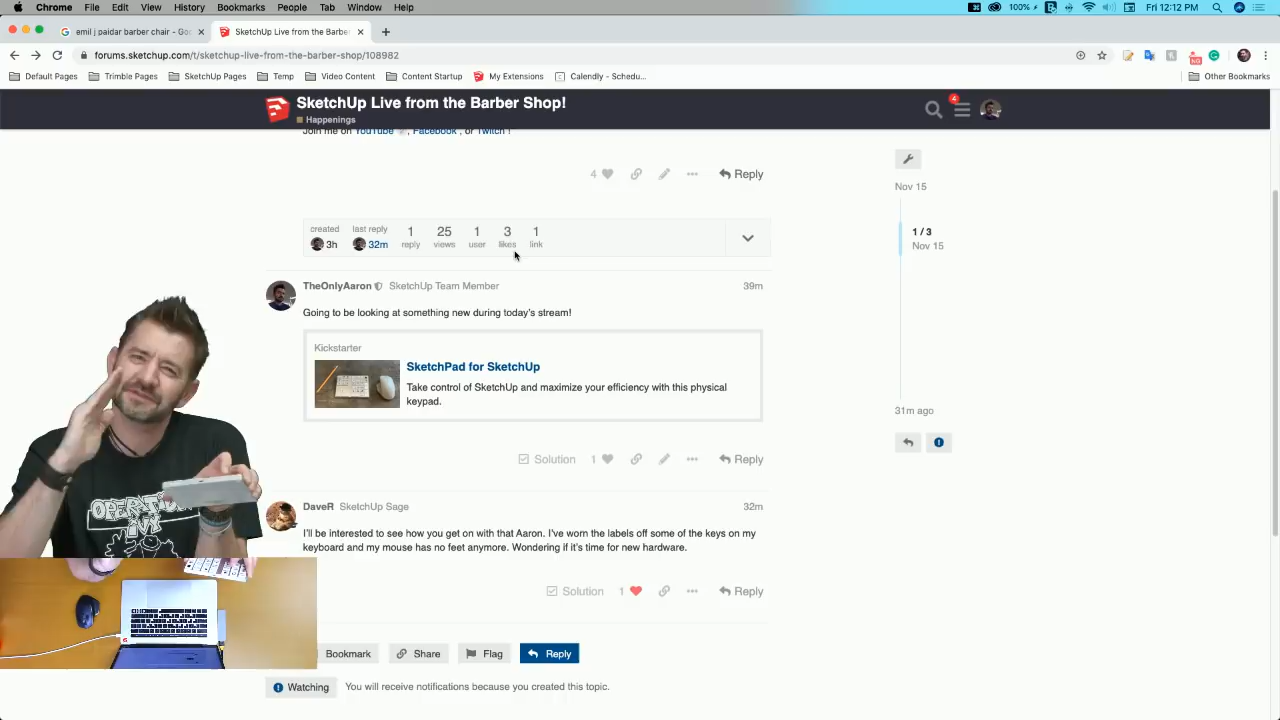 Chrome File Edit View History Bookmarks People Tab Window Help 100% Fri 12:12 PM
emil j paidar barber chair - Goo
SketchUp Live from the Barber
forums.sketchup.com/t/sketchup-live-from-the-barber-shop/108982
Default Pages Trimble Pages SketchUp Pages Temp Video Content Content Startup My Extensions Calendly - Schedu... Other Bookmarks
SketchUp Live from the Barber Shop!
Happenings
4
Join me on YouTube , Facebook , or Twitch !
4 Reply
Nov 15
created last reply 1 25 1 3 1
3h 32m reply views user likes link
1 / 3
Nov 15
TheOnlyAaron SketchUp Team Member 39m
Going to be looking at something new during today's stream!
Kickstarter
SketchPad for SketchUp
Take control of SketchUp and maximize your efficiency with this physical
keypad.
31m ago
Solution 1 Reply
DaveR SketchUp Sage 32m
I'll be interested to see how you get on with that Aaron. I've worn the labels off some of the keys on my
keyboard and my mouse has no feet anymore. Wondering if it's time for new hardware.
Solution 1 Reply
Bookmark Share Flag Reply
Watching You will receive notifications because you created this topic.